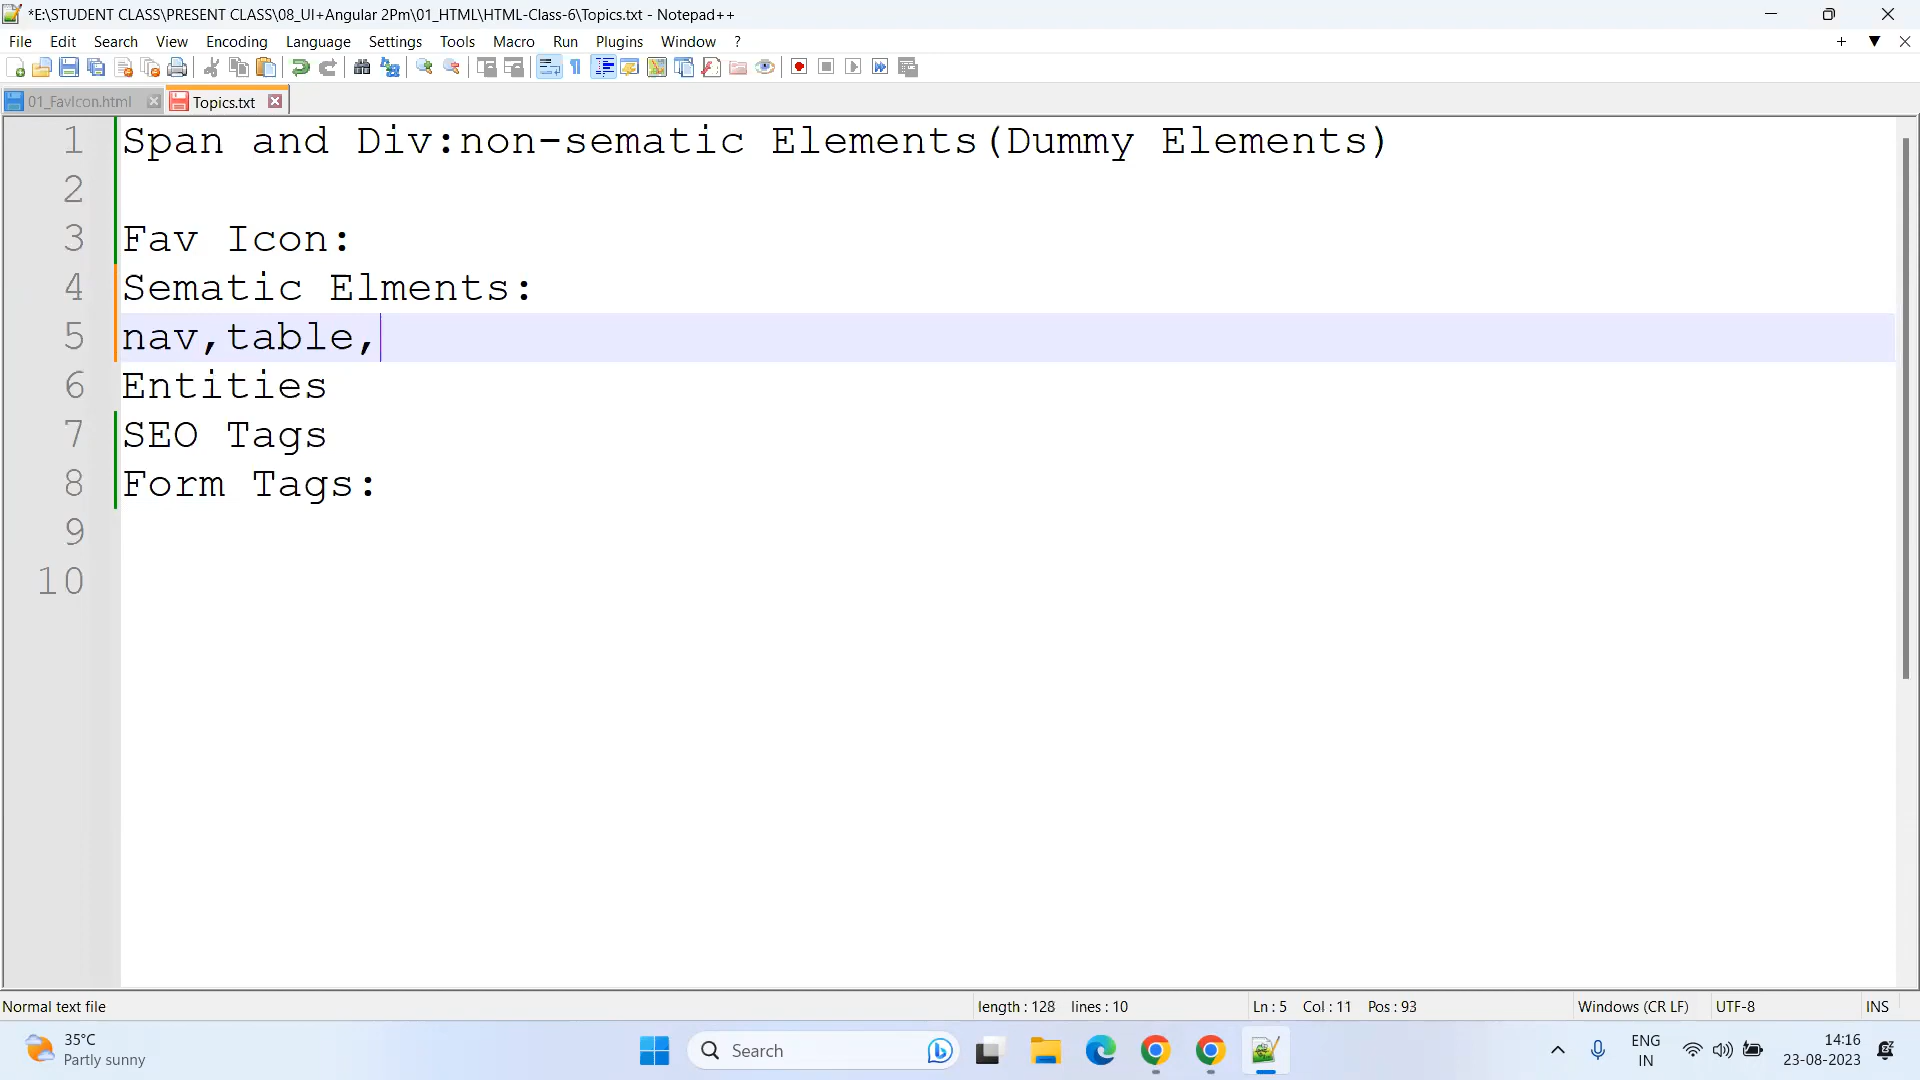 *E:\STUDENT CLASS\PRESENT CLASS\08_UI+Angular 2Pm\01_HTML\HTML-Class-6\Topics.txt - Notepad++
File Edit Search View Encoding Language Settings Tools Macro Run Plugins Window ?
01_FavIcon.html Topics.txt
1 Span and Div:non-sematic Elements(Dummy Elements)
2
3 Fav Icon:
4 Sematic Elments:
5 nav,table,
6 Entities
7 SEO Tags
8 Form Tags:
9
10
Normal text file length : 128 lines : 10 Ln : 5 Col : 11 Pos : 93 Windows (CR LF) UTF-8 INS
35°C
Partly sunny
Search
ENG
IN
14:16
23-08-2023